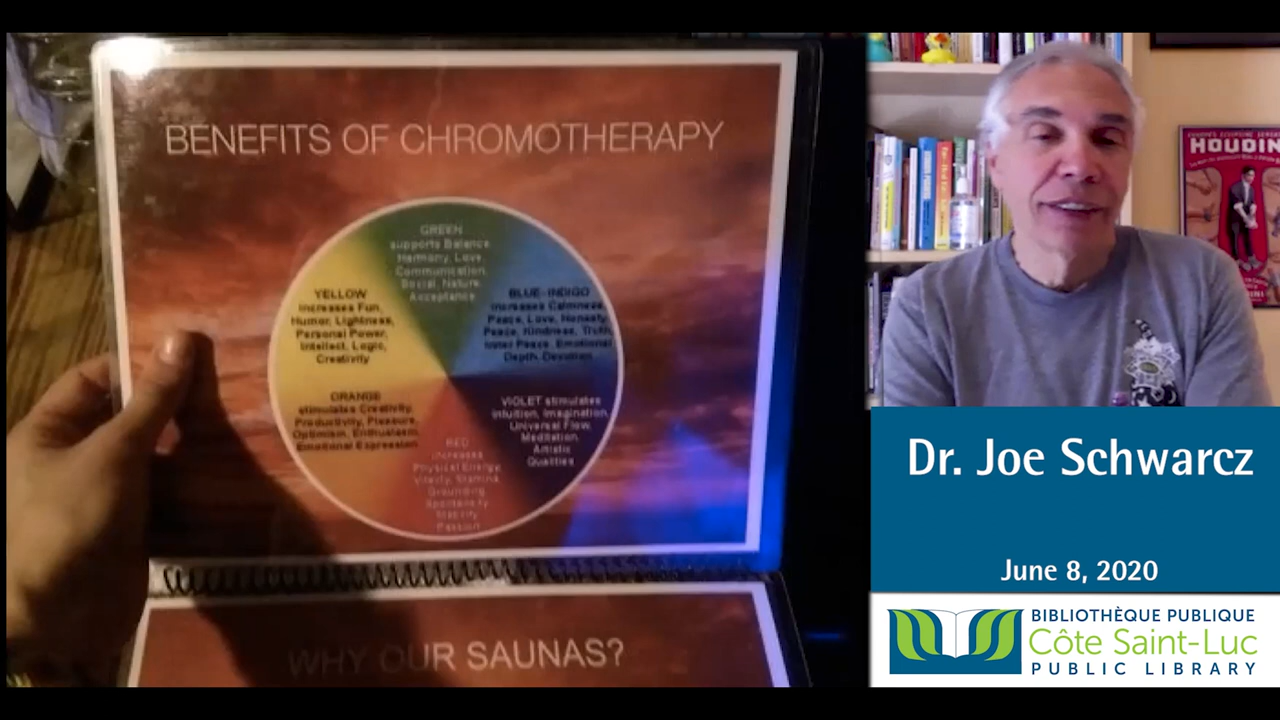 BENEFITS OF CHROMOTHERAPY
GREEN
supports Balance
Harmony, Love,
Communication,
Social, Nature,
Acceptance
YELLOW
Increases Fun,
Humor, Lightness,
Personal Power,
Intellect, Logic,
Creativity
BLUE-INDIGO
Increases Calmness,
Peace, Love, Honesty,
Peace, Kindness, Truth,
Inner Peace, Emotional
Depth, Devotion
ORANGE
stimulates Creativity,
Productivity, Pleasure,
Optimism, Enthusiasm,
Emotional Expression
VIOLET stimulates
Intuition, Imagination,
Universal Flow,
Meditation,
Artistic
Qualities
RED
Increases
Physical Energy
Vitality, Stamina
Grounding,
Spontaneity
Stability
Passion
WHY OUR SAUNAS?
HOUDIN
Dr. Joe Schwarcz
June 8, 2020
BIBLIOTHÈQUE PUBLIQUE
Côte Saint-Luc
PUBLIC LIBRARY